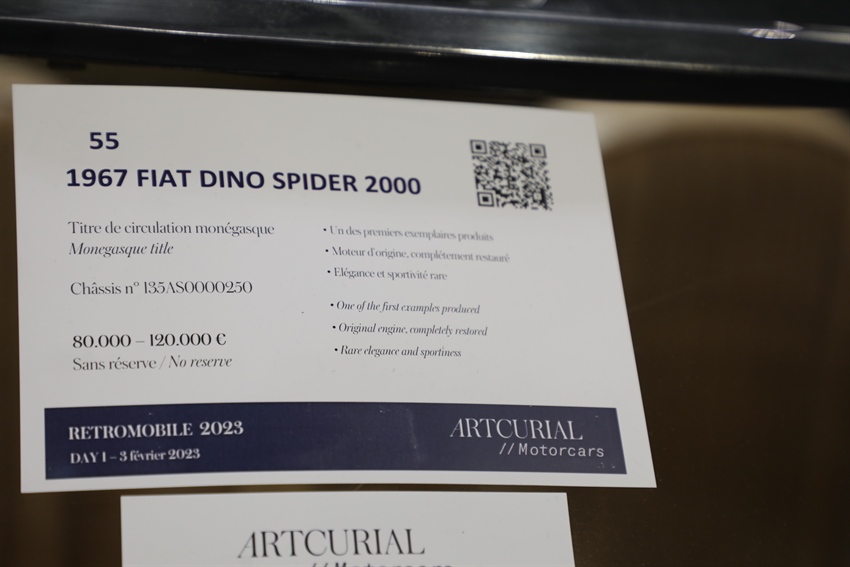 55
1967 FIAT DINO SPIDER 2000
Titre de circulation monégasque
Monegasque title
Châssis n° 135AS0000250
80.000 – 120.000 €
Sans réserve / No reserve
• Un des premiers exemplaires produits
• Moteur d'origine, complètement restauré
• Elégance et sportivité rare
• One of the first examples produced
• Original engine, completely restored
• Rare elegance and sportiness
RETROMOBILE 2023
DAY 1 – 3 février 2023
ARTCURIAL
// Motorcars
ARTCURIAL
// Motorcars